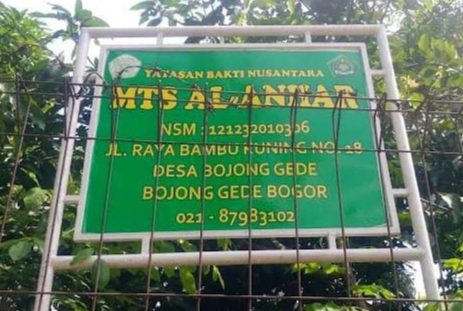 YAYASAN BAKTI NUSANTARA
MTS AL-ANHAR
NSM : 121232010306
JL. RAYA BAMBU KUNING NO. 18
DESA BOJONG GEDE
BOJONG GEDE BOGOR
021 - 87983102